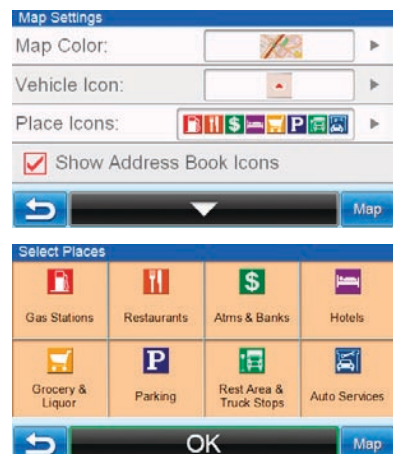 Map Settings
Map Color:
Vehicle Icon:
Place Icons:
$ P
Show Address Book Icons
Map
Select Places
$
Gas Stations Restaurants Atms & Banks Hotels
P
Grocery & Liquor Parking Rest Area & Truck Stops Auto Services
OK
Map